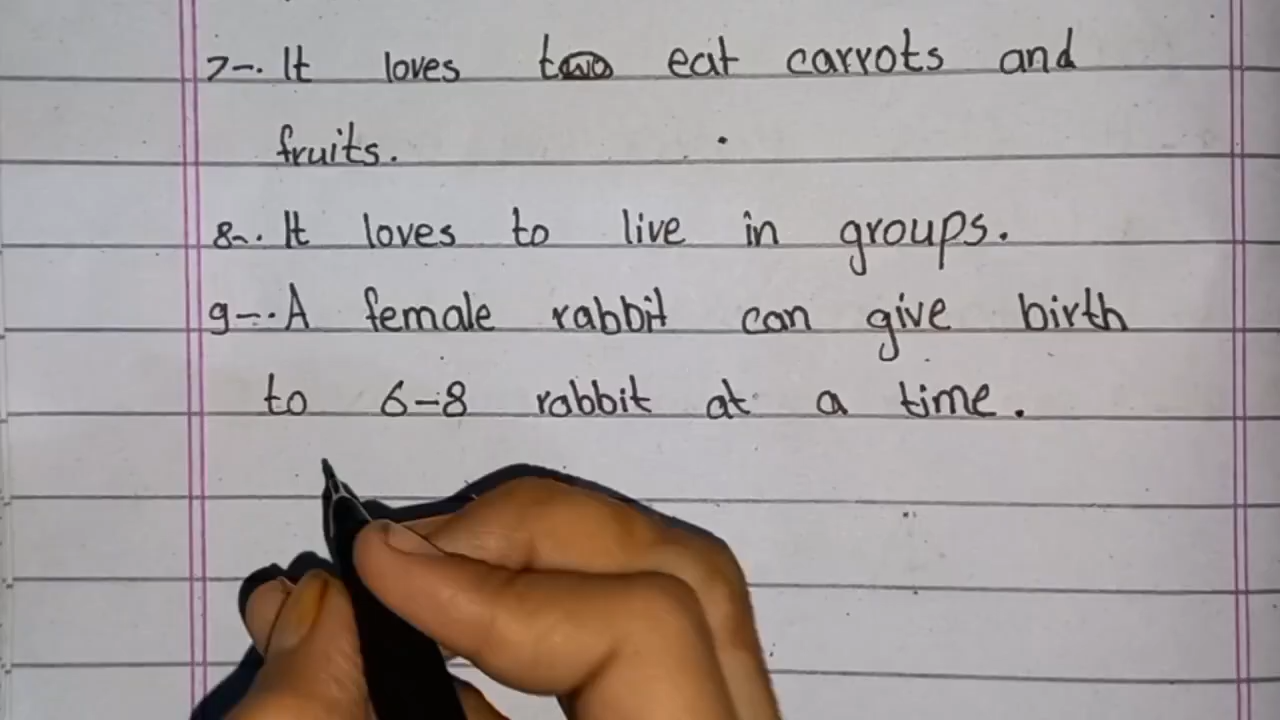 7-. It loves two eat carrots and
fruits.
8-. It loves to live in groups.
9-. A female rabbit can give birth
to 6-8 rabbit at a time.